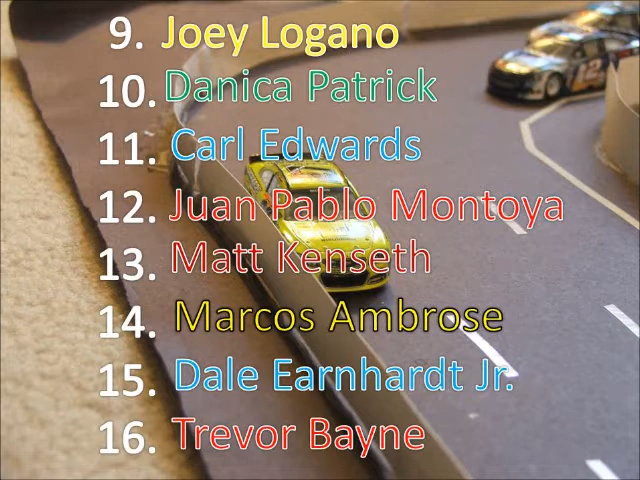 9. Joey Logano
10. Danica Patrick
11. Carl Edwards
12. Juan Pablo Montoya
13. Matt Kenseth
14. Marcos Ambrose
15. Dale Earnhardt Jr.
16. Trevor Bayne
2